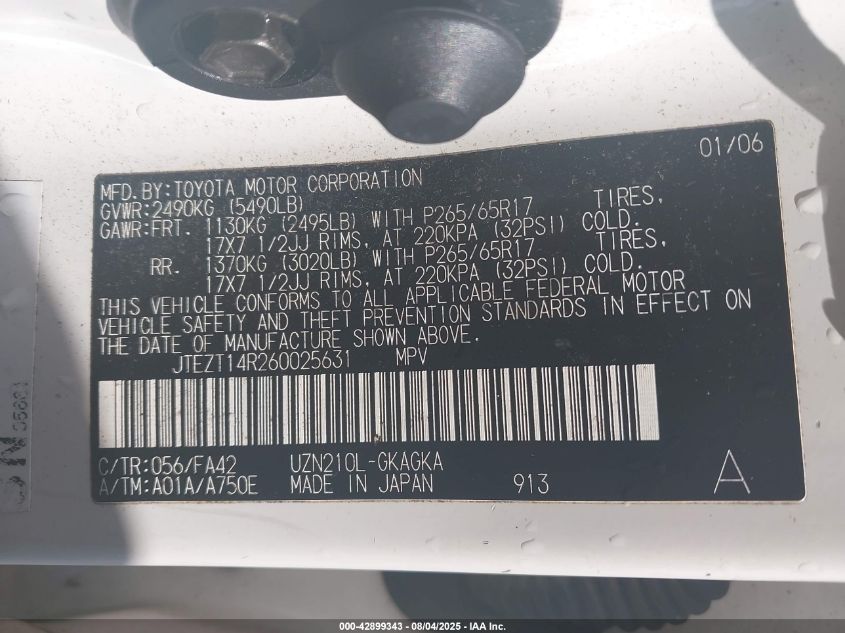 01/06
MFD.BY:TOYOTA MOTOR CORPORATION
GVWR:2490KG (5490LB)
GAWR:FRT. 1130KG (2495LB) WITH P265/65R17 TIRES,
17X7 1/2JJ RIMS, AT 220KPA (32PSI) COLD.
RR. 1370KG (3020LB) WITH P265/65R17 TIRES,
17X7 1/2JJ RIMS, AT 220KPA (32PSI) COLD.
THIS VEHICLE CONFORMS TO ALL APPLICABLE FEDERAL MOTOR
VEHICLE SAFETY AND THEFT PREVENTION STANDARDS IN EFFECT ON
THE DATE OF MANUFACTURE SHOWN ABOVE.
JTEZT14R260025631 MPV
C/TR:056/FA42 UZN210L-GKAGKA
A/TM:A01A/A750E MADE IN JAPAN 913 A
000-42899343 - 08/04/2025 - IAA Inc.